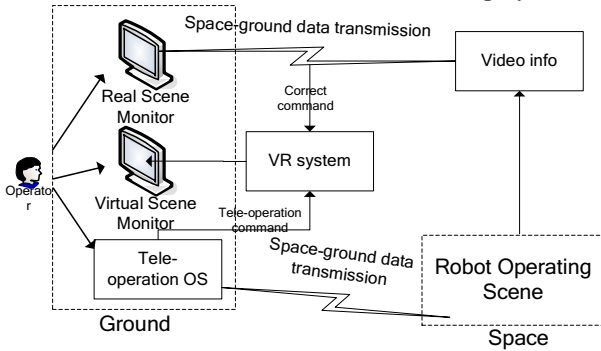 Space-ground data transmission
Video info
Real Scene
Monitor
Correct
command
VR system
Operato
r
Virtual Scene
Monitor
Tele-operation
command
Tele-
operation OS
Space-ground data
transmission
Robot Operating
Scene
Ground
Space